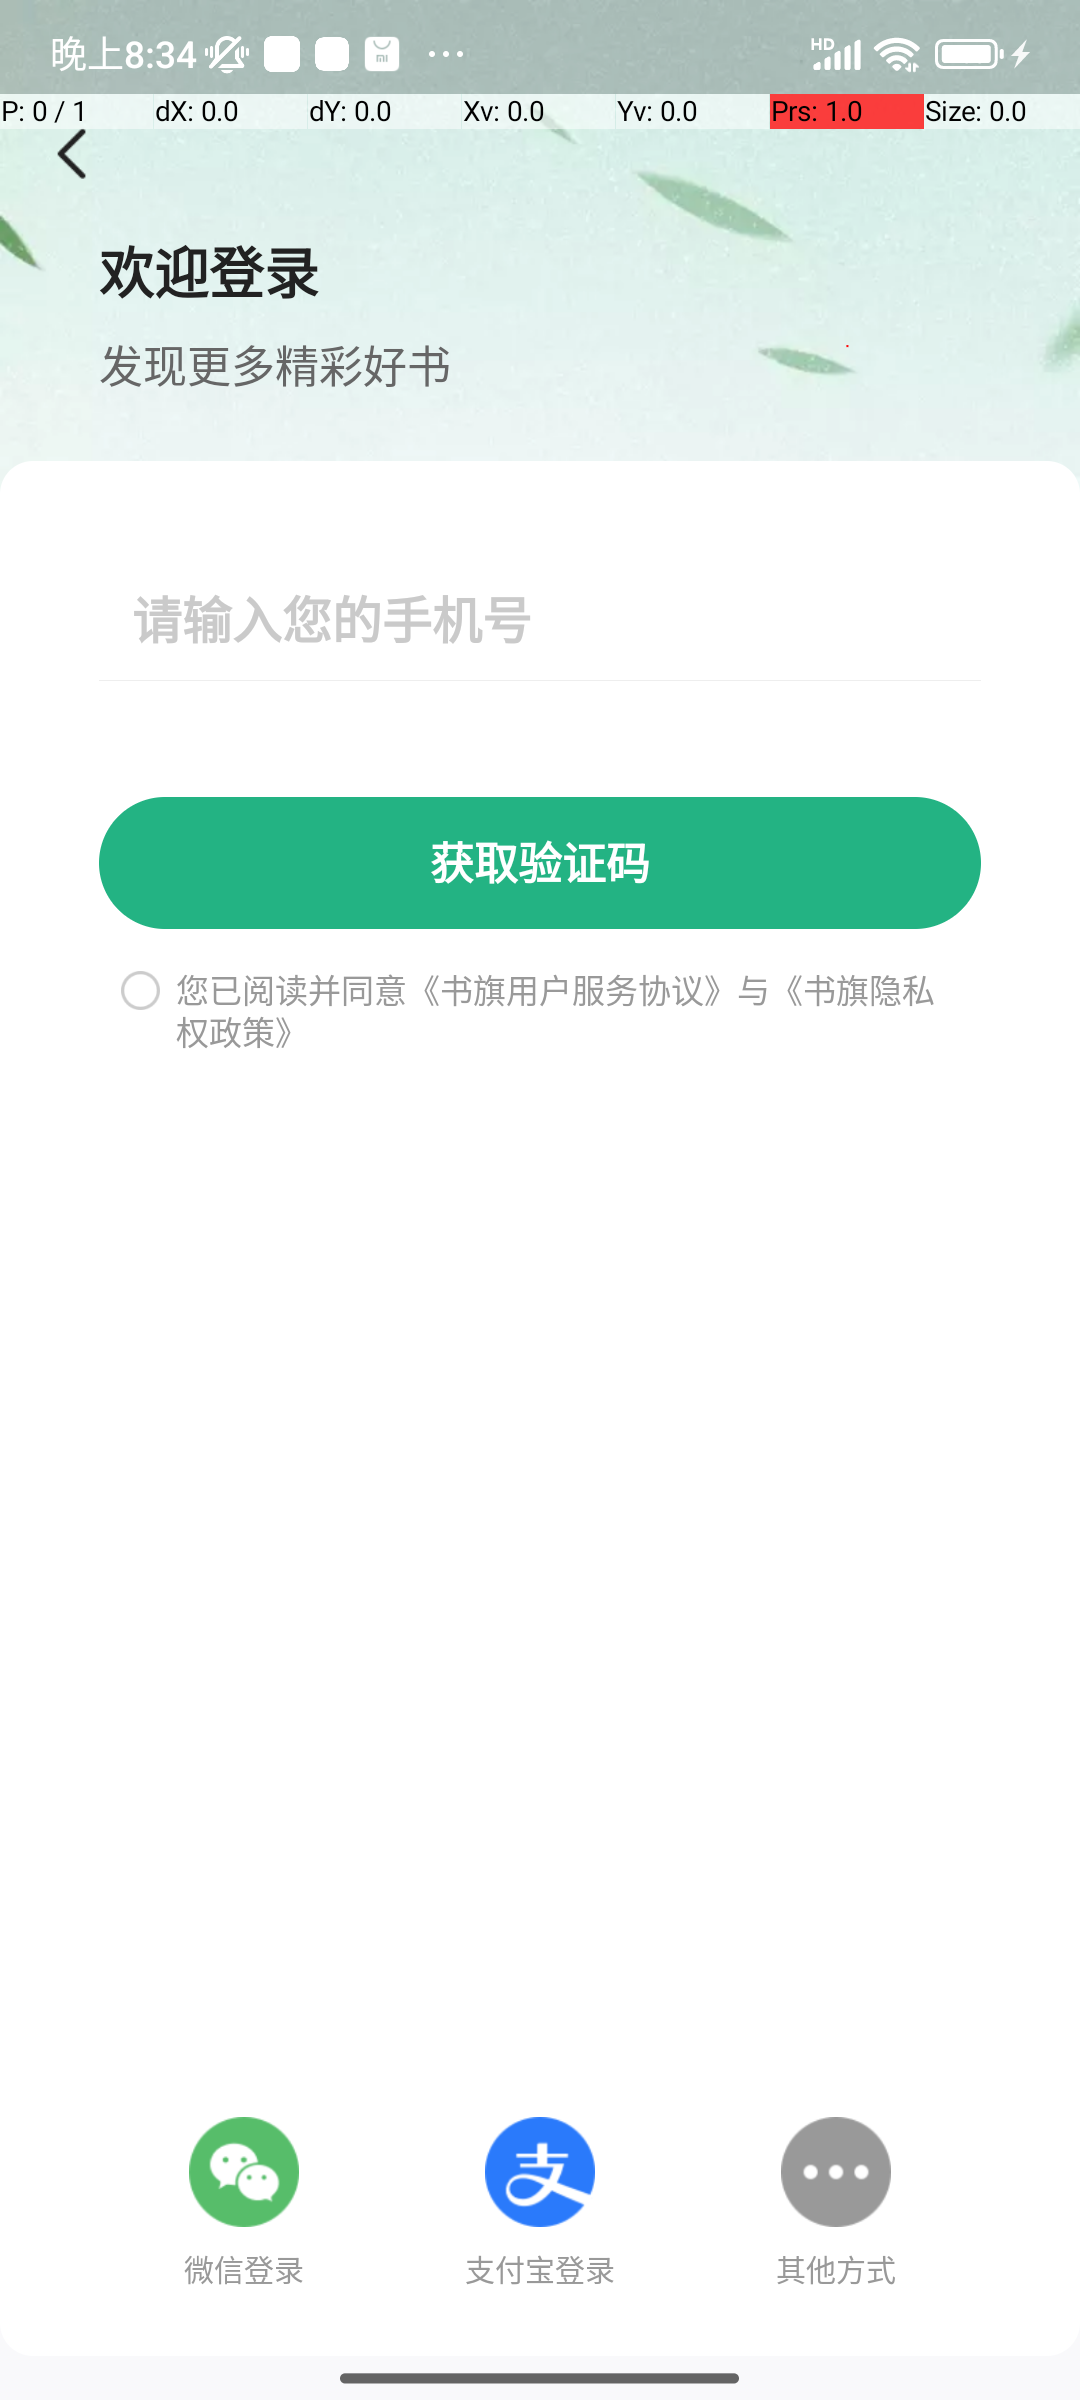 晚上8:34
HD
P: 0 / 1 dX: 0.0 dY: 0.0 Xv: 0.0 Yv: 0.0 Prs: 1.0 Size: 0.0
欢迎登录
发现更多精彩好书
请输入您的手机号
获取验证码
您已阅读并同意《书旗用户服务协议》与《书旗隐私
权政策》
支
微信登录 支付宝登录 其他方式